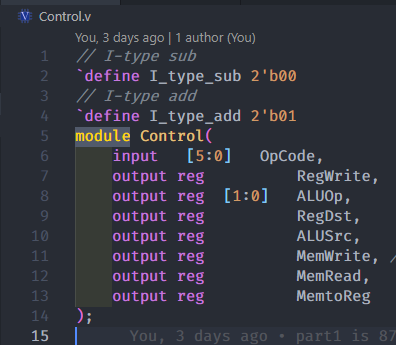 Control.v
You, 3 days ago | 1 author (You)
1 // I-type sub
2 `define I_type_sub 2'b00
3 // I-type add
4 `define I_type_add 2'b01
5 module Control(
6 input [5:0] OpCode,
7 output reg RegWrite,
8 output reg [1:0] ALUOp,
9 output reg RegDst,
10 output reg ALUSrc,
11 output reg MemWrite, /
12 output reg MemRead,
13 output reg MemtoReg
14 );
15 You, 3 days ago • part1 is 87